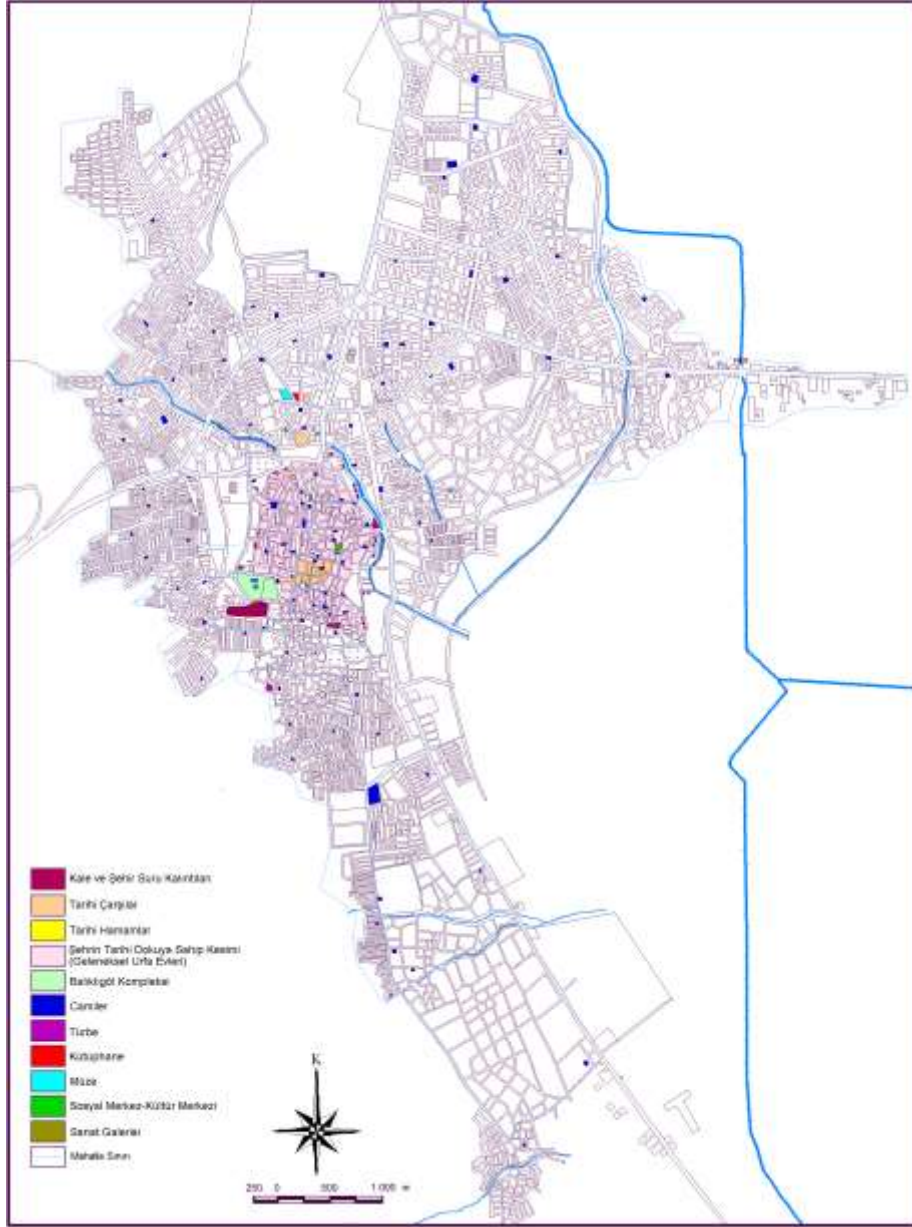 Kale ve Şehir Suru Kalıntıları
Tarihi Çarşılar
Tarihi Hamamlar
Şehrin Tarihi Dokuya Sahip Kesimi
(Geleneksel Urfa Evleri)
Balıklıgöl Kompleksi
Camiler
Türbe
Kütüphane
Müze
Sosyal Merkez-Kültür Merkezi
Sanat Galerisi
Mahalle Sınırı
K
250 0 500 1 000 m